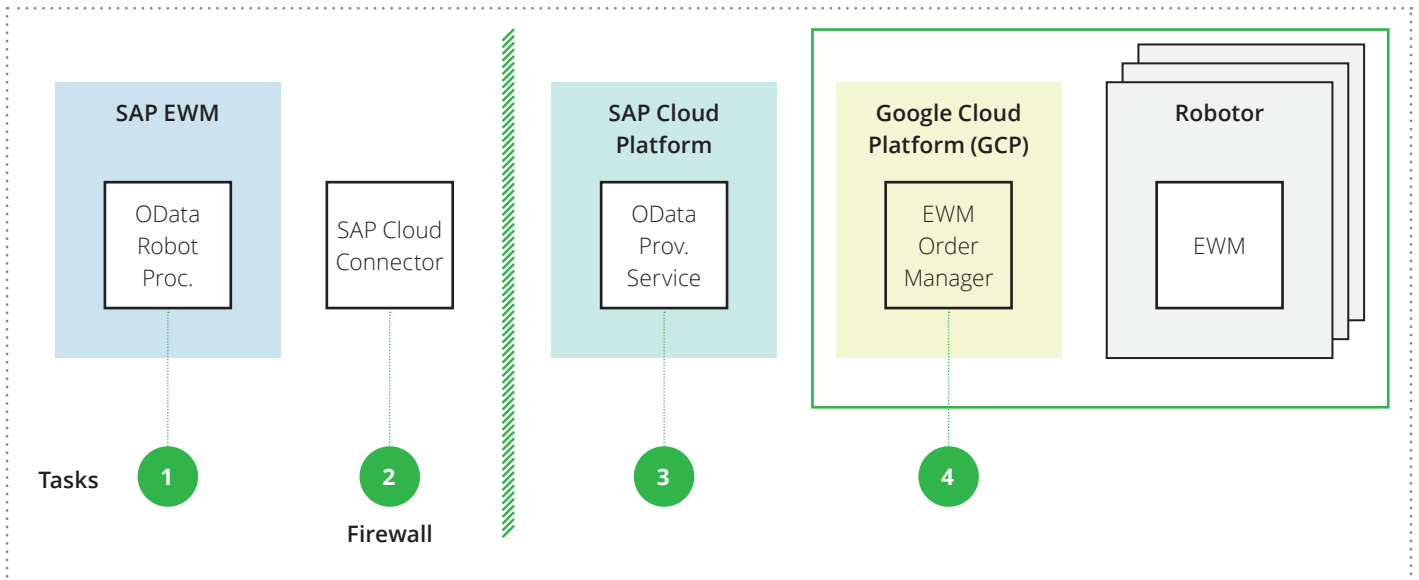 SAP EWM
OData
Robot
Proc.
SAP Cloud
Connector
SAP Cloud
Platform
OData
Prov.
Service
Google Cloud
Platform (GCP)
EWM
Order
Manager
Robotor
EWM
Tasks
1
2
3
4
Firewall